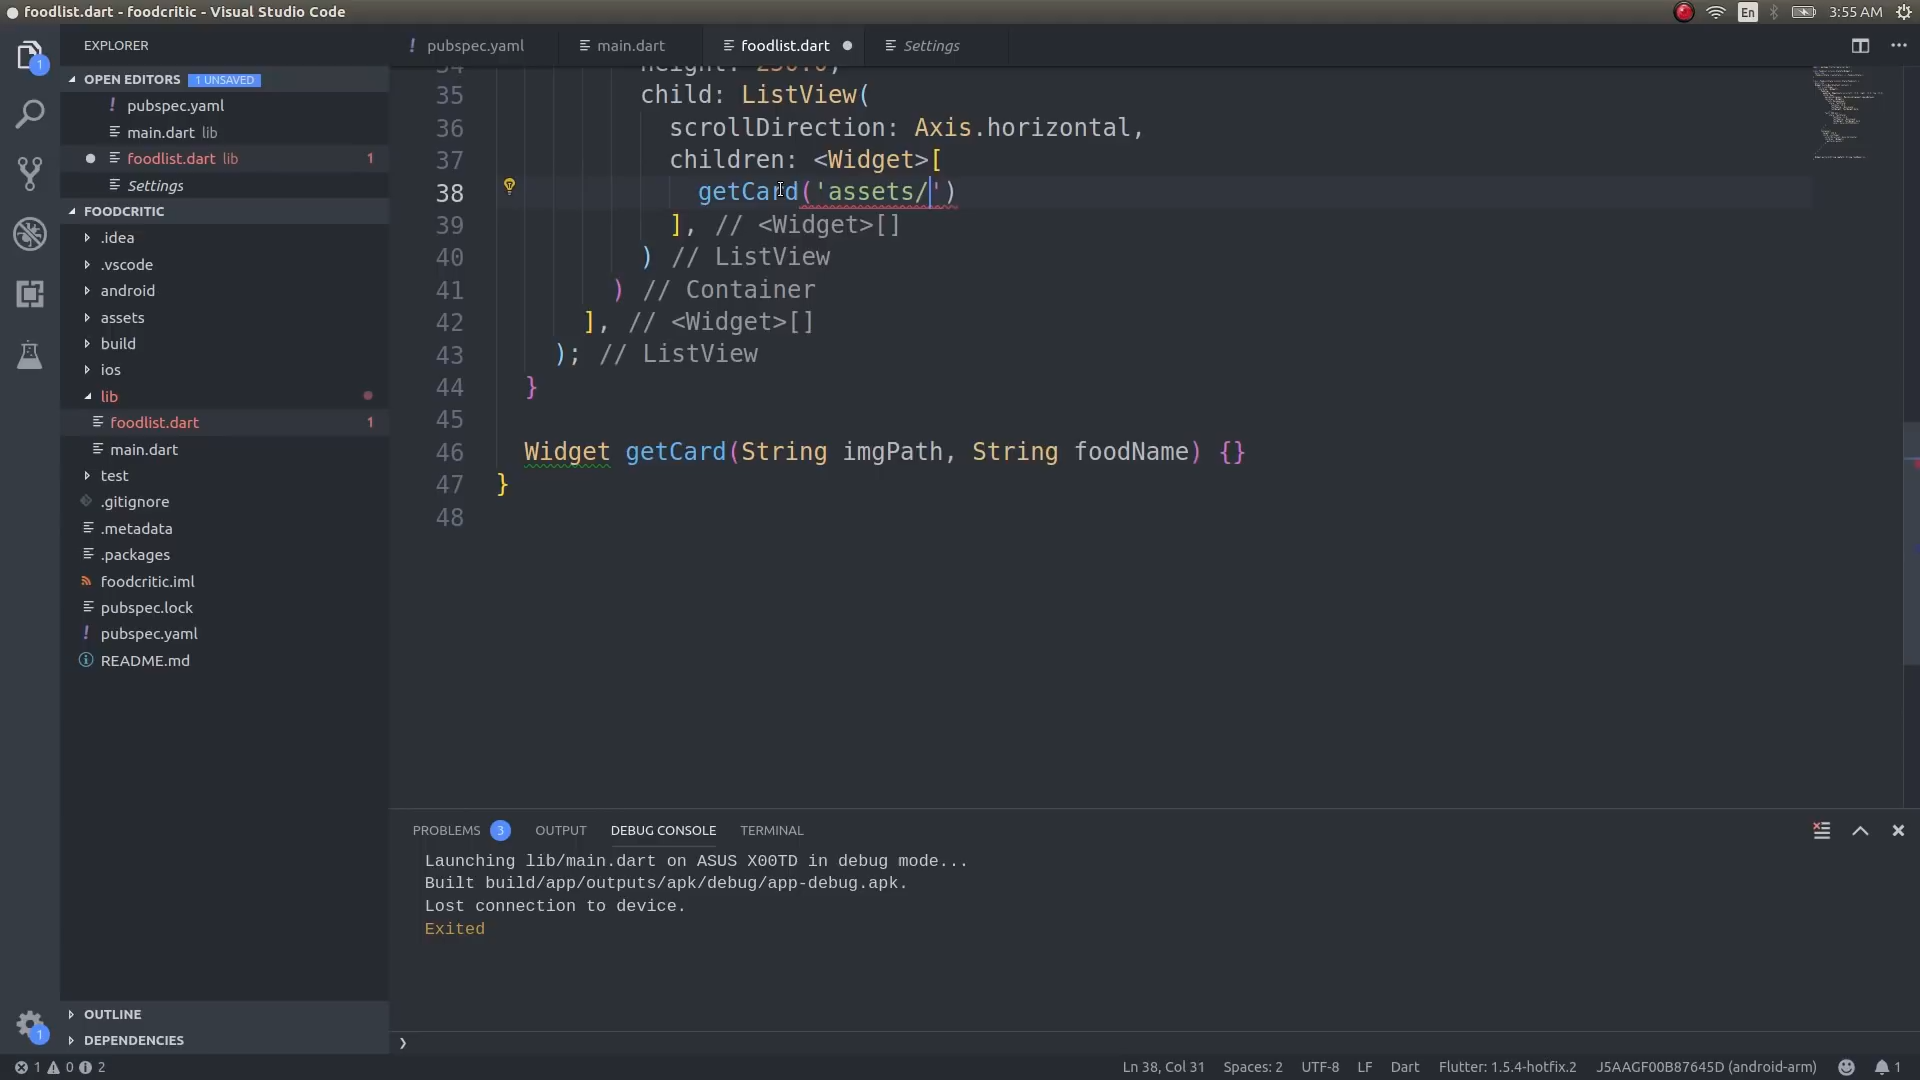 foodlist.dart - foodcritic - Visual Studio Code
En
3:55 AM
EXPLORER
! pubspec.yaml
main.dart
foodlist.dart
Settings
OPEN EDITORS 1 UNSAVED
! pubspec.yaml
main.dart lib
foodlist.dart lib 1
Settings
FOODCRITIC
.idea
.vscode
android
assets
build
ios
lib
foodlist.dart 1
main.dart
test
.gitignore
.metadata
.packages
foodcritic.iml
pubspec.lock
! pubspec.yaml
README.md
OUTLINE
DEPENDENCIES
34 height: 250.0,
35 child: ListView(
36 scrollDirection: Axis.horizontal,
37 children: <Widget>[
38 getCard('assets/')
39 ], // <Widget>[]
40 ) // ListView
41 ) // Container
42 ], // <Widget>[]
43 ); // ListView
44 }
45
46 Widget getCard(String imgPath, String foodName) {}
47 }
48
PROBLEMS 3 OUTPUT DEBUG CONSOLE TERMINAL
Launching lib/main.dart on ASUS X00TD in debug mode...
Built build/app/outputs/apk/debug/app-debug.apk.
Lost connection to device.
Exited
1 0 2
Ln 38, Col 31
Spaces: 2
UTF-8
LF
Dart
Flutter: 1.5.4-hotfix.2
J5AAGF00B87645D (android-arm)
1